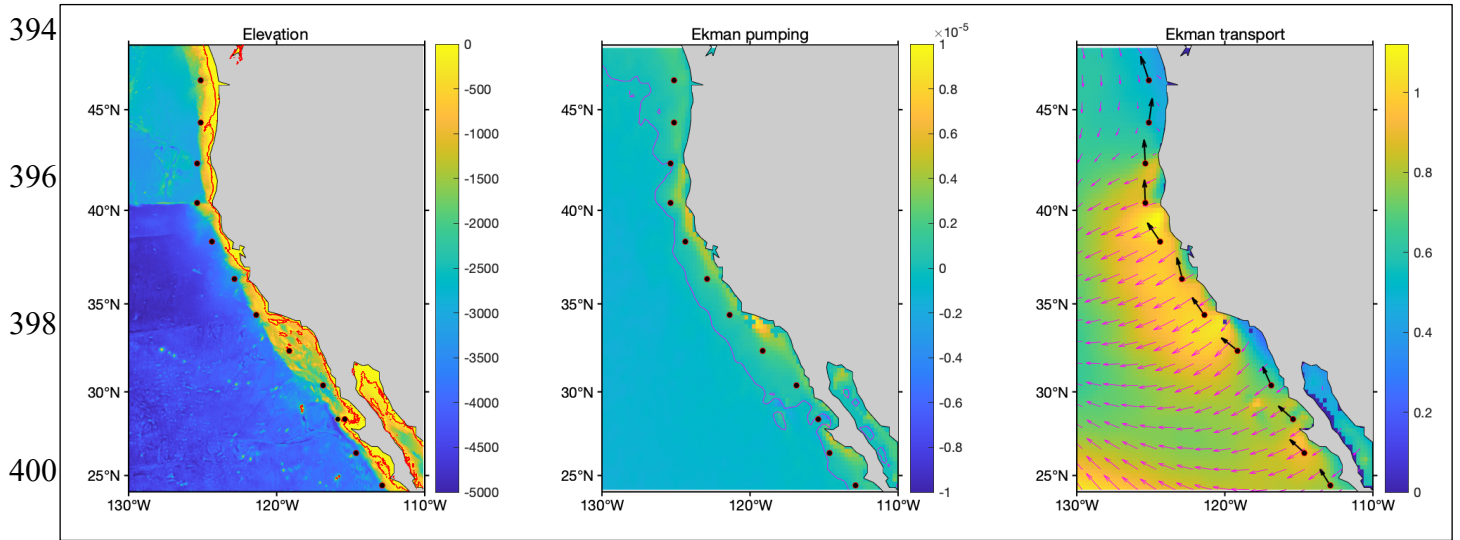 394
396
398
400
Elevation
0
-500
-1000
-1500
-2000
-2500
-3000
-3500
-4000
-4500
-5000
45°N
40°N
35°N
30°N
25°N
130°W 120°W 110°W
Ekman pumping
×10⁻⁵
1
0.8
0.6
0.4
0.2
0
-0.2
-0.4
-0.6
-0.8
-1
45°N
40°N
35°N
30°N
25°N
130°W 120°W 110°W
Ekman transport
1
0.8
0.6
0.4
0.2
0
45°N
40°N
35°N
30°N
25°N
130°W 120°W 110°W